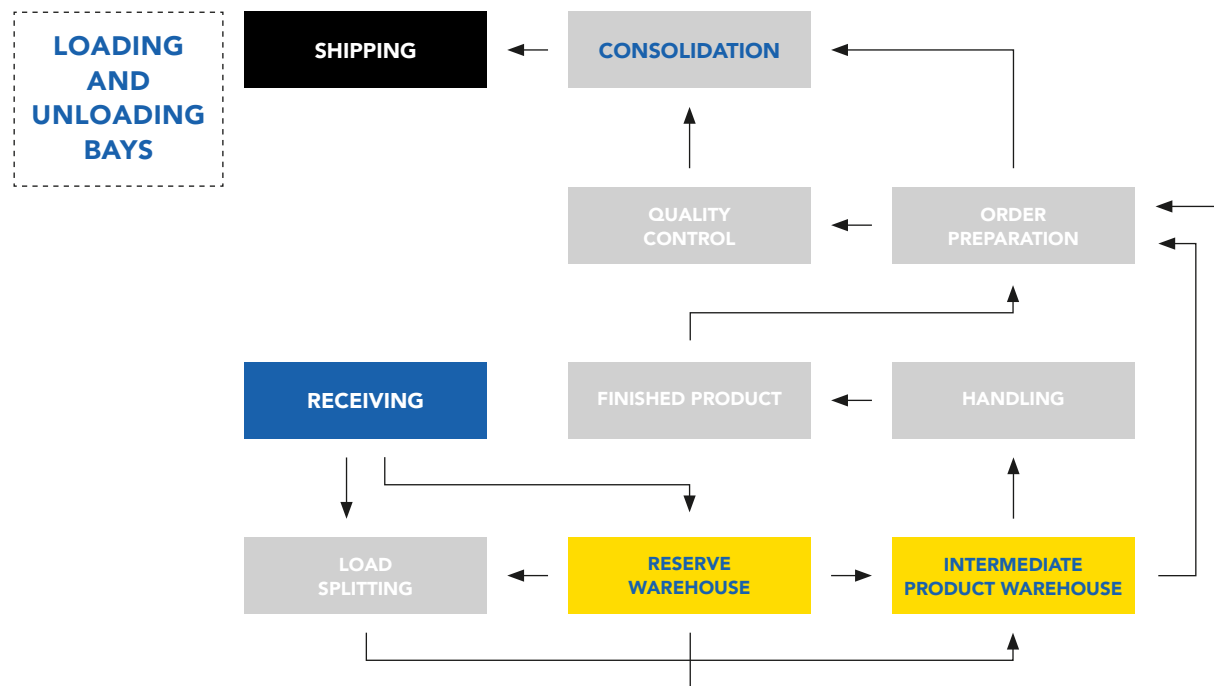 LOADING
AND
UNLOADING
BAYS
SHIPPING
CONSOLIDATION
QUALITY
CONTROL
ORDER
PREPARATION
RECEIVING
FINISHED PRODUCT
HANDLING
LOAD
SPLITTING
RESERVE
WAREHOUSE
INTERMEDIATE
PRODUCT WAREHOUSE